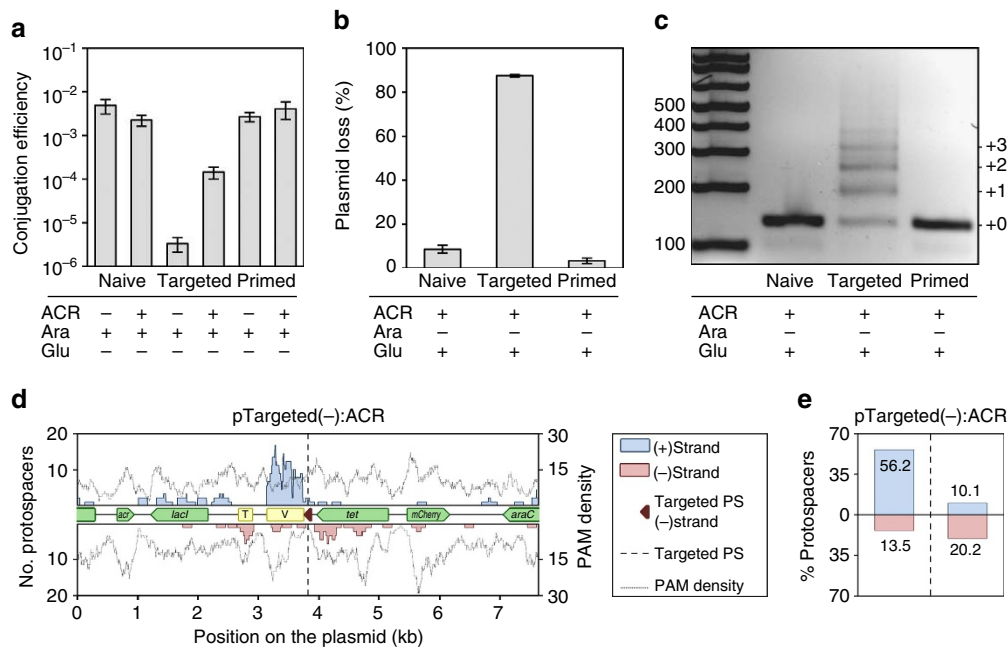 a
Conjugation efficiency
10⁻¹
10⁻²
10⁻³
10⁻⁴
10⁻⁵
10⁻⁶
Naive Targeted Primed
ACR – + – + – +
Ara + + + + + +
Glu – – – – – –
b
Plasmid loss (%)
100
80
60
40
20
0
Naive Targeted Primed
ACR + + +
Ara – – –
Glu + + +
c
500
400
300
200
100
+3
+2
+1
+0
Naive Targeted Primed
ACR + + +
Ara – – –
Glu + + +
d
pTargeted(–):ACR
No. protospacers
20
10
10
20
PAM density
30
15
15
30
acr lacI T V tet mCherry araC
0 1 2 3 4 5 6 7
Position on the plasmid (kb)
(+)Strand
(–)Strand
Targeted PS
(–)strand
Targeted PS
PAM density
e
pTargeted(–):ACR
% Protospacers
70
35
0
35
70
56.2
10.1
13.5
20.2